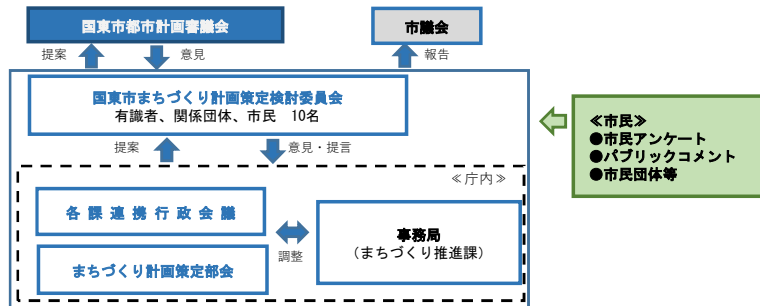 国東市都市計画審議会
市議会
提案
意見
報告
国東市まちづくり計画策定検討委員会
有識者、関係団体、市民 10名
提案
意見・提言
≪市民≫
●市民アンケート
●パブリックコメント
●市民団体等
≪庁内≫
各課連携行政会議
調整
事務局
(まちづくり推進課)
まちづくり計画策定部会